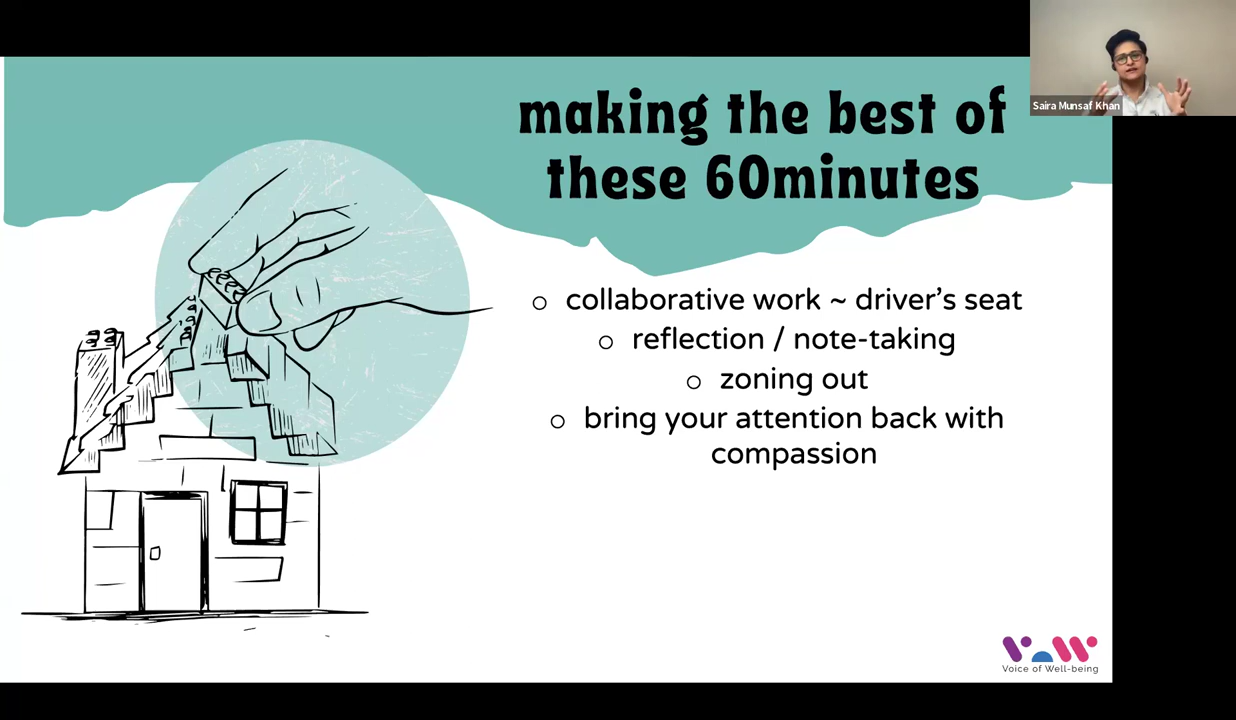 Saira Munsaf Khan
making the best of
these 60minutes
collaborative work ~ driver's seat
reflection / note-taking
zoning out
bring your attention back with
compassion
VOW
Voice of Well-being